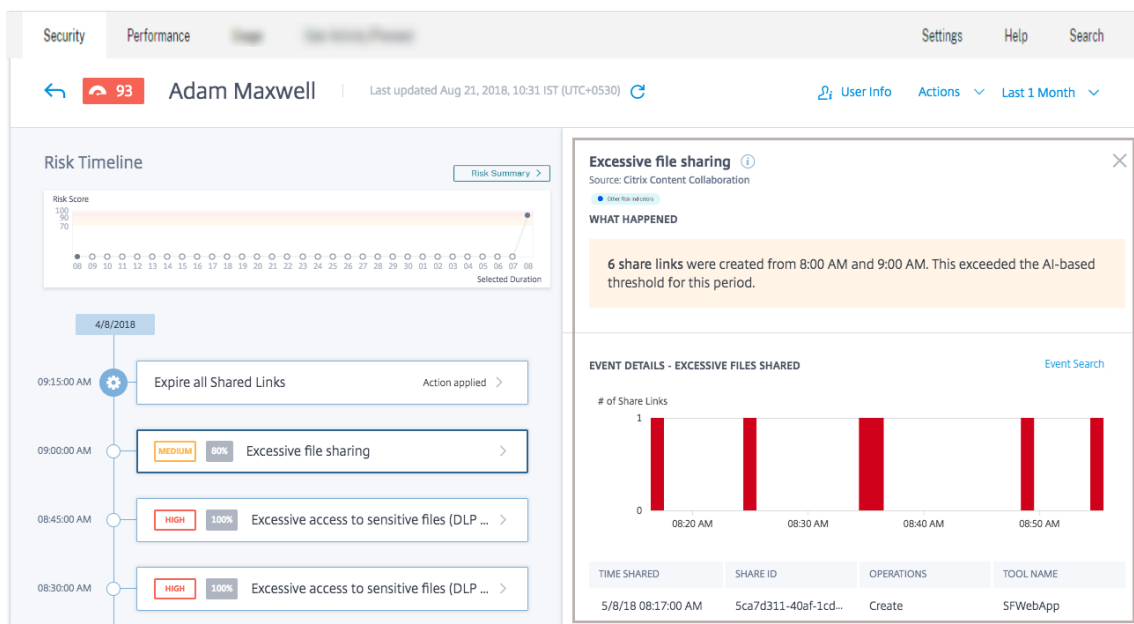 Security Performance Settings Help Search
93 Adam Maxwell Last updated Aug 21, 2018, 10:31 IST (UTC+0530) User Info Actions Last 1 Month
Risk Timeline
Risk Summary >
Risk Score
100
90
70
08 09 10 11 12 13 14 15 16 17 18 19 20 21 22 23 24 25 26 27 28 29 30 01 02 03 04 05 06 07 08
Selected Duration
4/8/2018
09:15:00 AM Expire all Shared Links Action applied >
09:00:00 AM MEDIUM 80% Excessive file sharing >
08:45:00 AM HIGH 100% Excessive access to sensitive files (DLP ... >
08:30:00 AM HIGH 100% Excessive access to sensitive files (DLP ... >
Excessive file sharing
Source: Citrix Content Collaboration
Other Risk Indicators
WHAT HAPPENED
6 share links were created from 8:00 AM and 9:00 AM. This exceeded the AI-based
threshold for this period.
EVENT DETAILS - EXCESSIVE FILES SHARED Event Search
# of Share Links
1
0
08:20 AM 08:30 AM 08:40 AM 08:50 AM
TIME SHARED SHARE ID OPERATIONS TOOL NAME
5/8/18 08:17:00 AM 5ca7d311-40af-1cd... Create SFWebApp